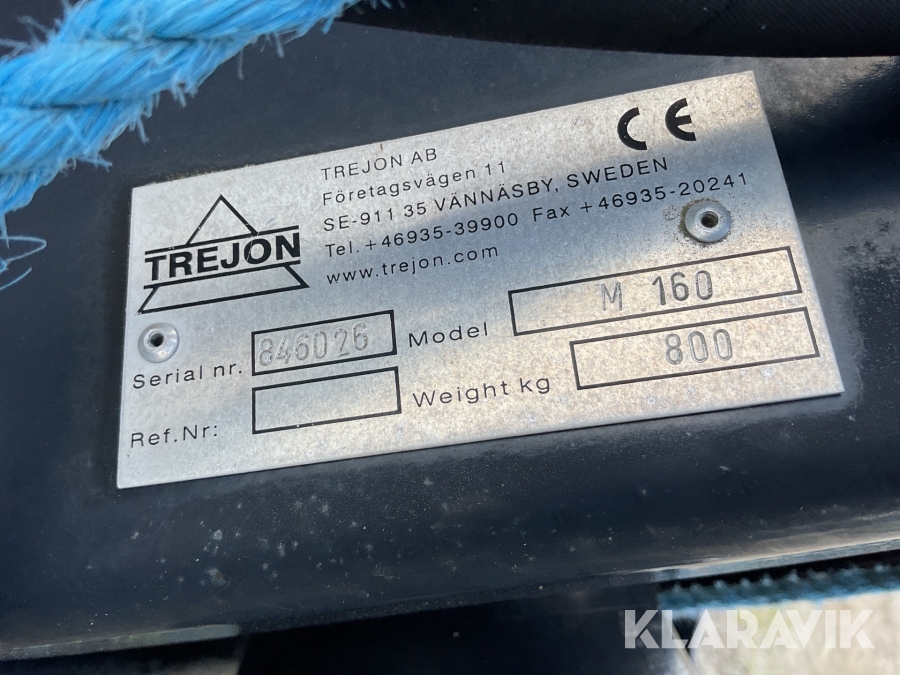 TREJON AB
Företagsvägen 11
SE-911 35 VÄNNÄSBY, SWEDEN
Tel. +46935-39900 Fax +46935-20241
www.trejon.com
CE
TREJON
Serial nr. 846026 Model M 160
Ref.Nr: Weight kg 800
KLARAVIK